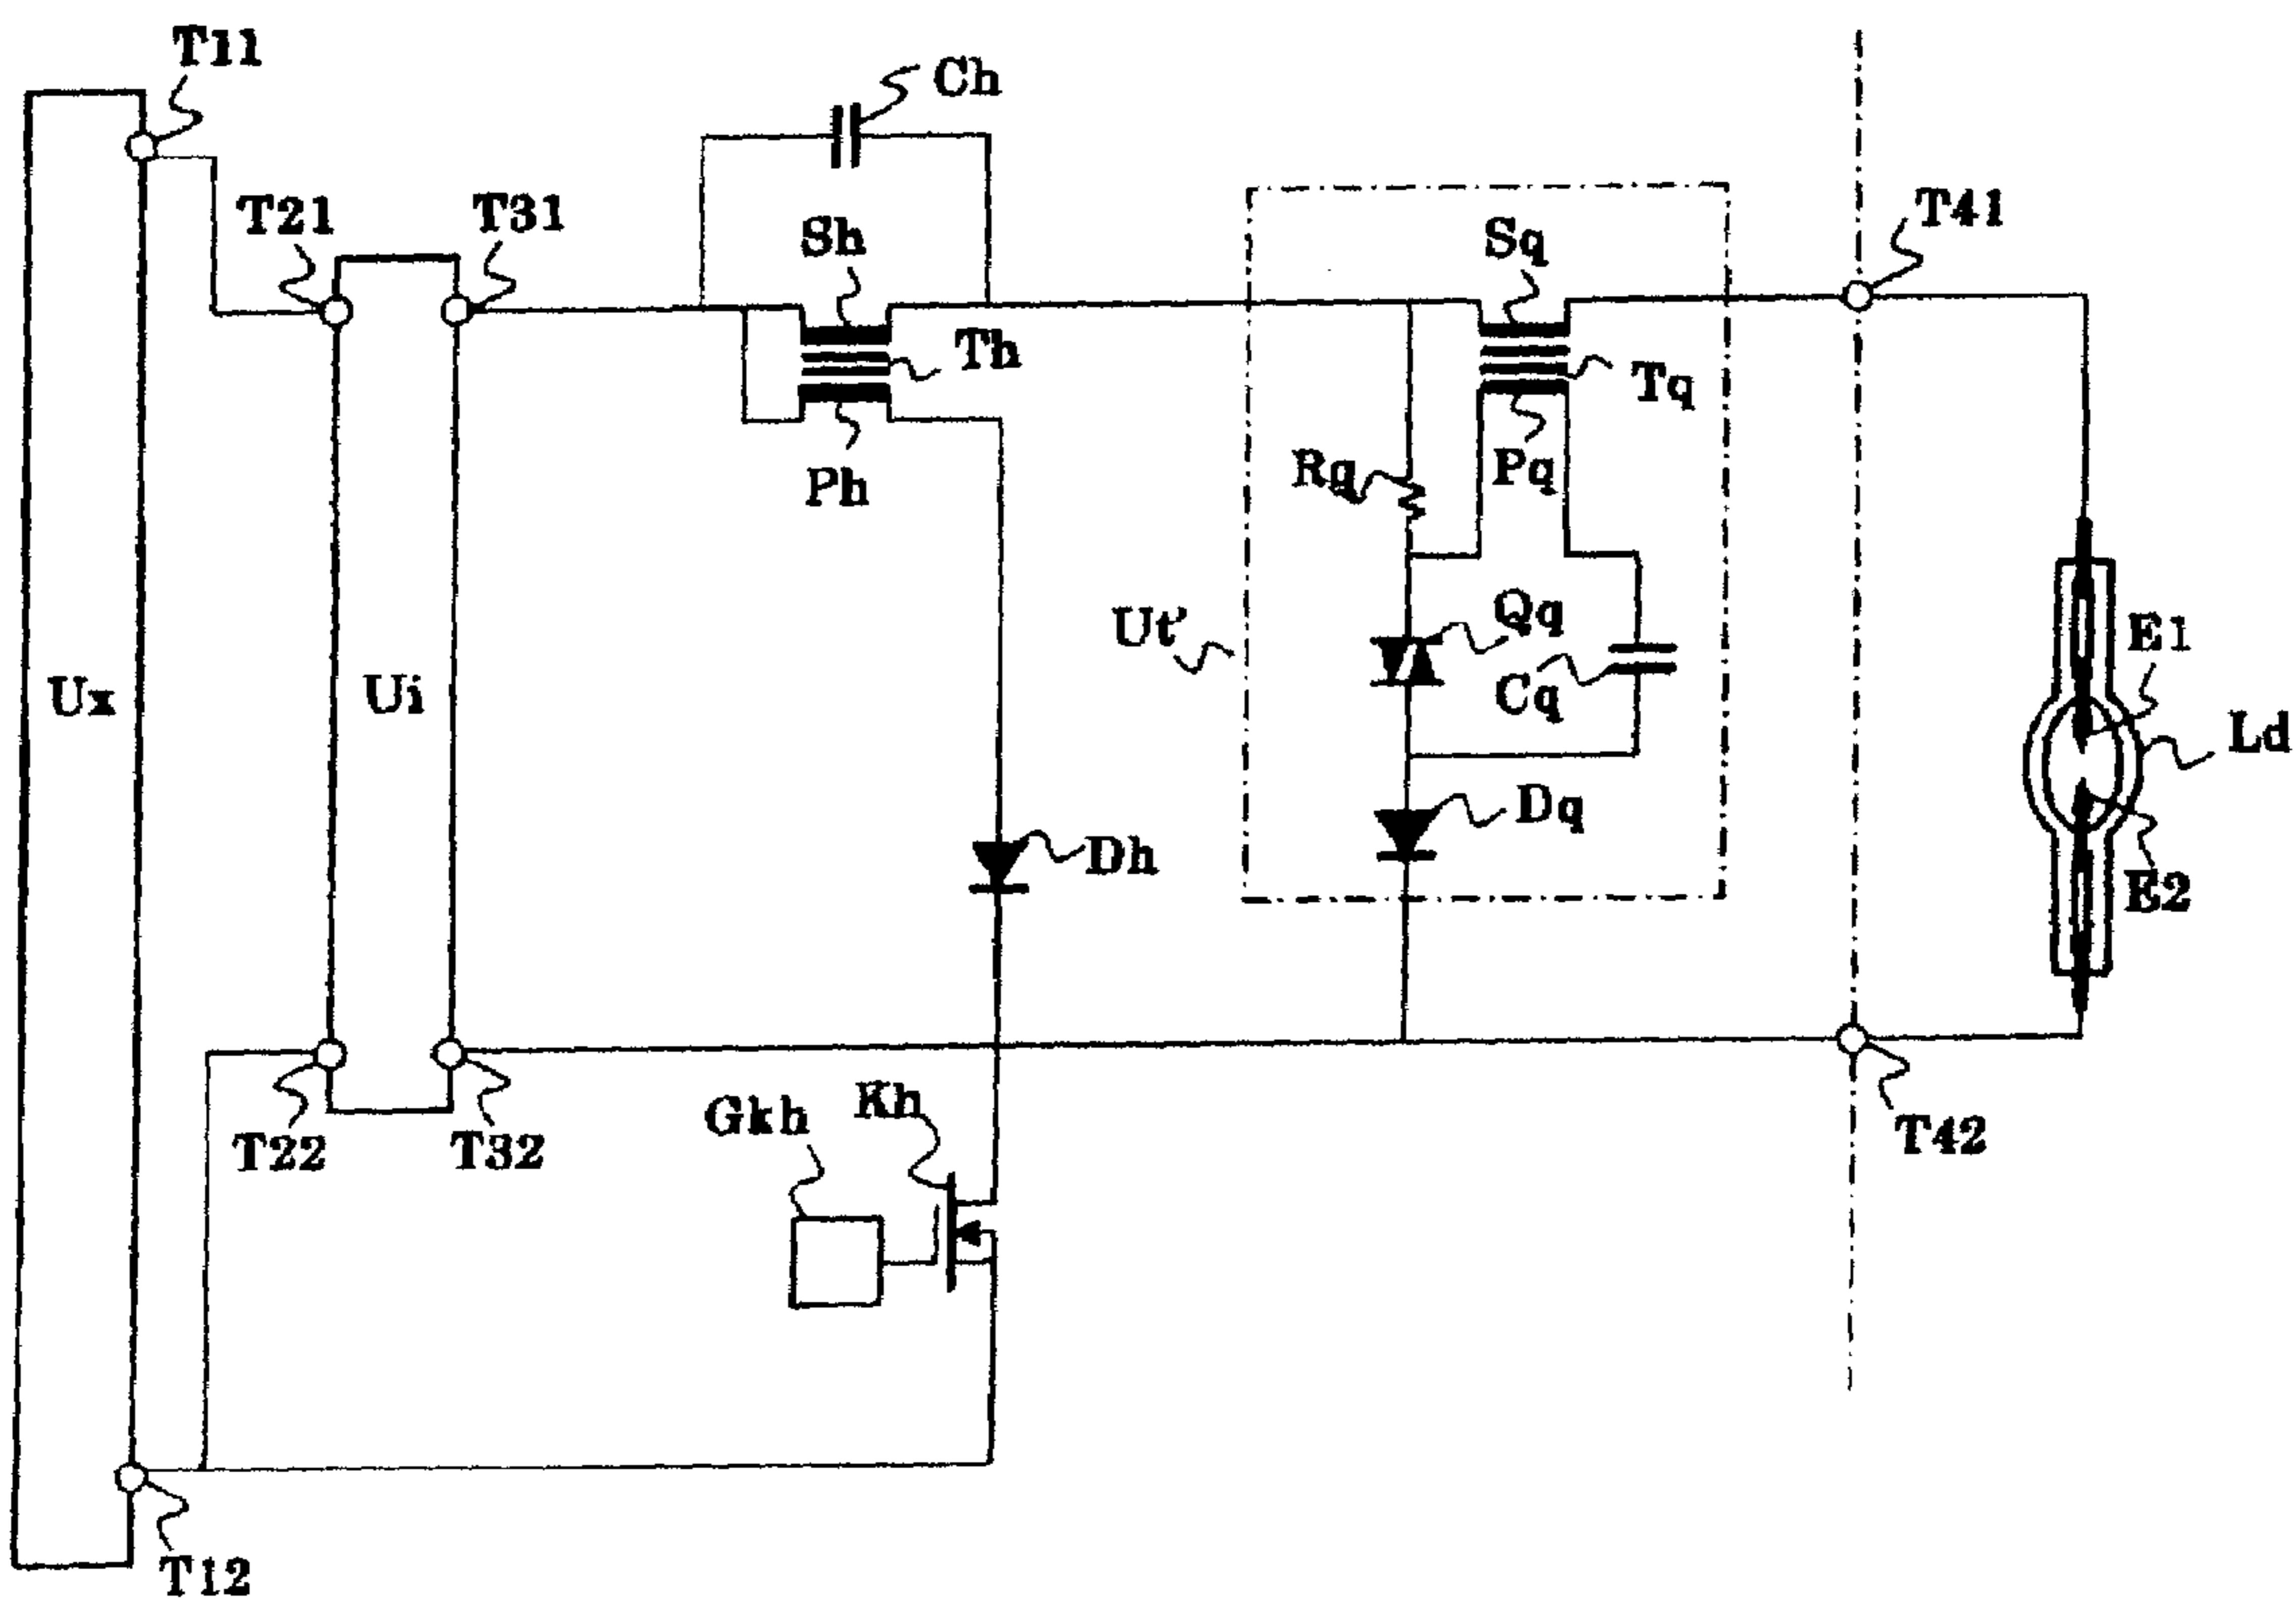 T11
Ch
T21
T31
T41
Sh
Sq
Th
Tq
Ph
Rq
Pq
Ut'
Qq
E1
Ux
Ui
Cq
Ld
Dq
Dh
E2
Gkh
Kh
T22
T32
T42
T12